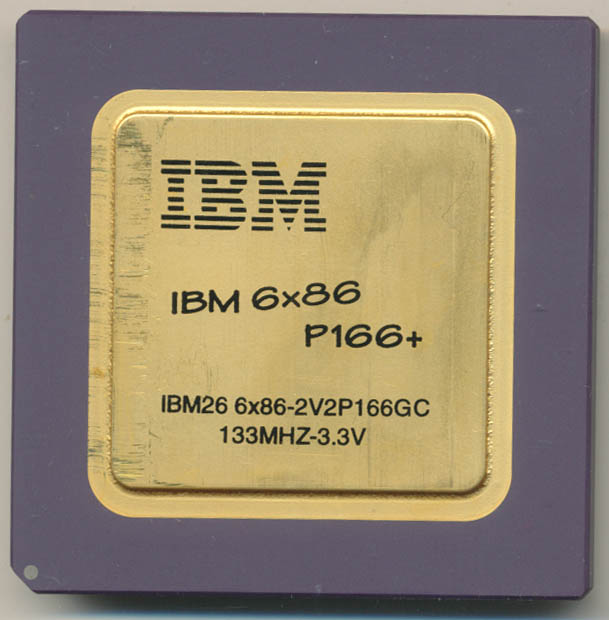 IBM
IBM 6x86
P166+
IBM26 6x86-2V2P166GC
133MHZ-3.3V